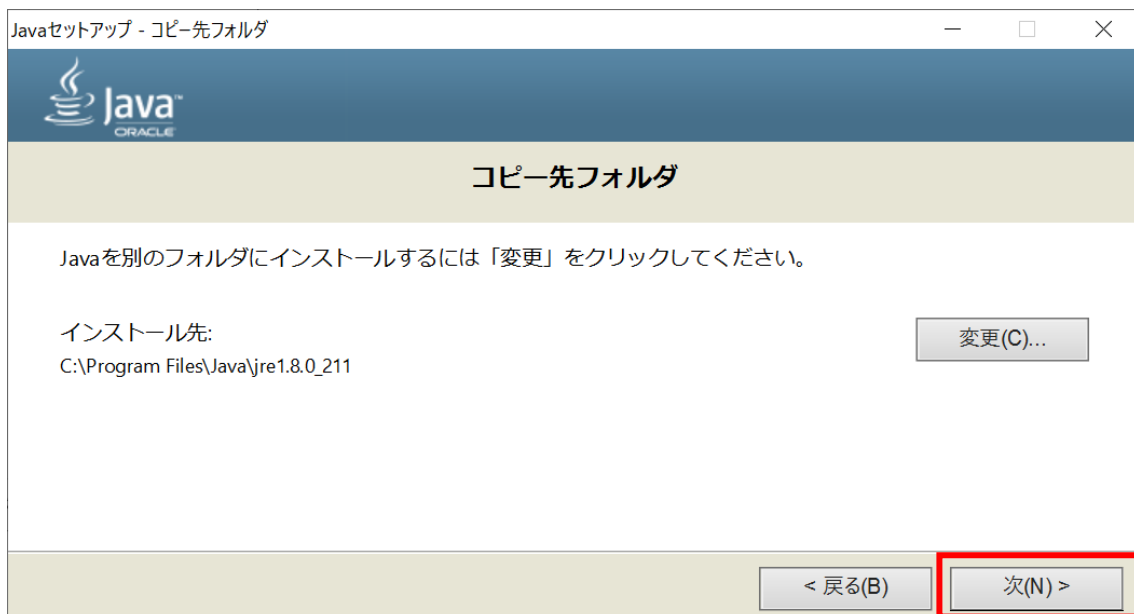 Javaセットアップ - コピー先フォルダ
Java™
ORACLE
コピー先フォルダ
Javaを別のフォルダにインストールするには「変更」をクリックしてください。
インストール先:
変更(C)...
C:\Program Files\Java\jre1.8.0_211
< 戻る(B)
次(N) >